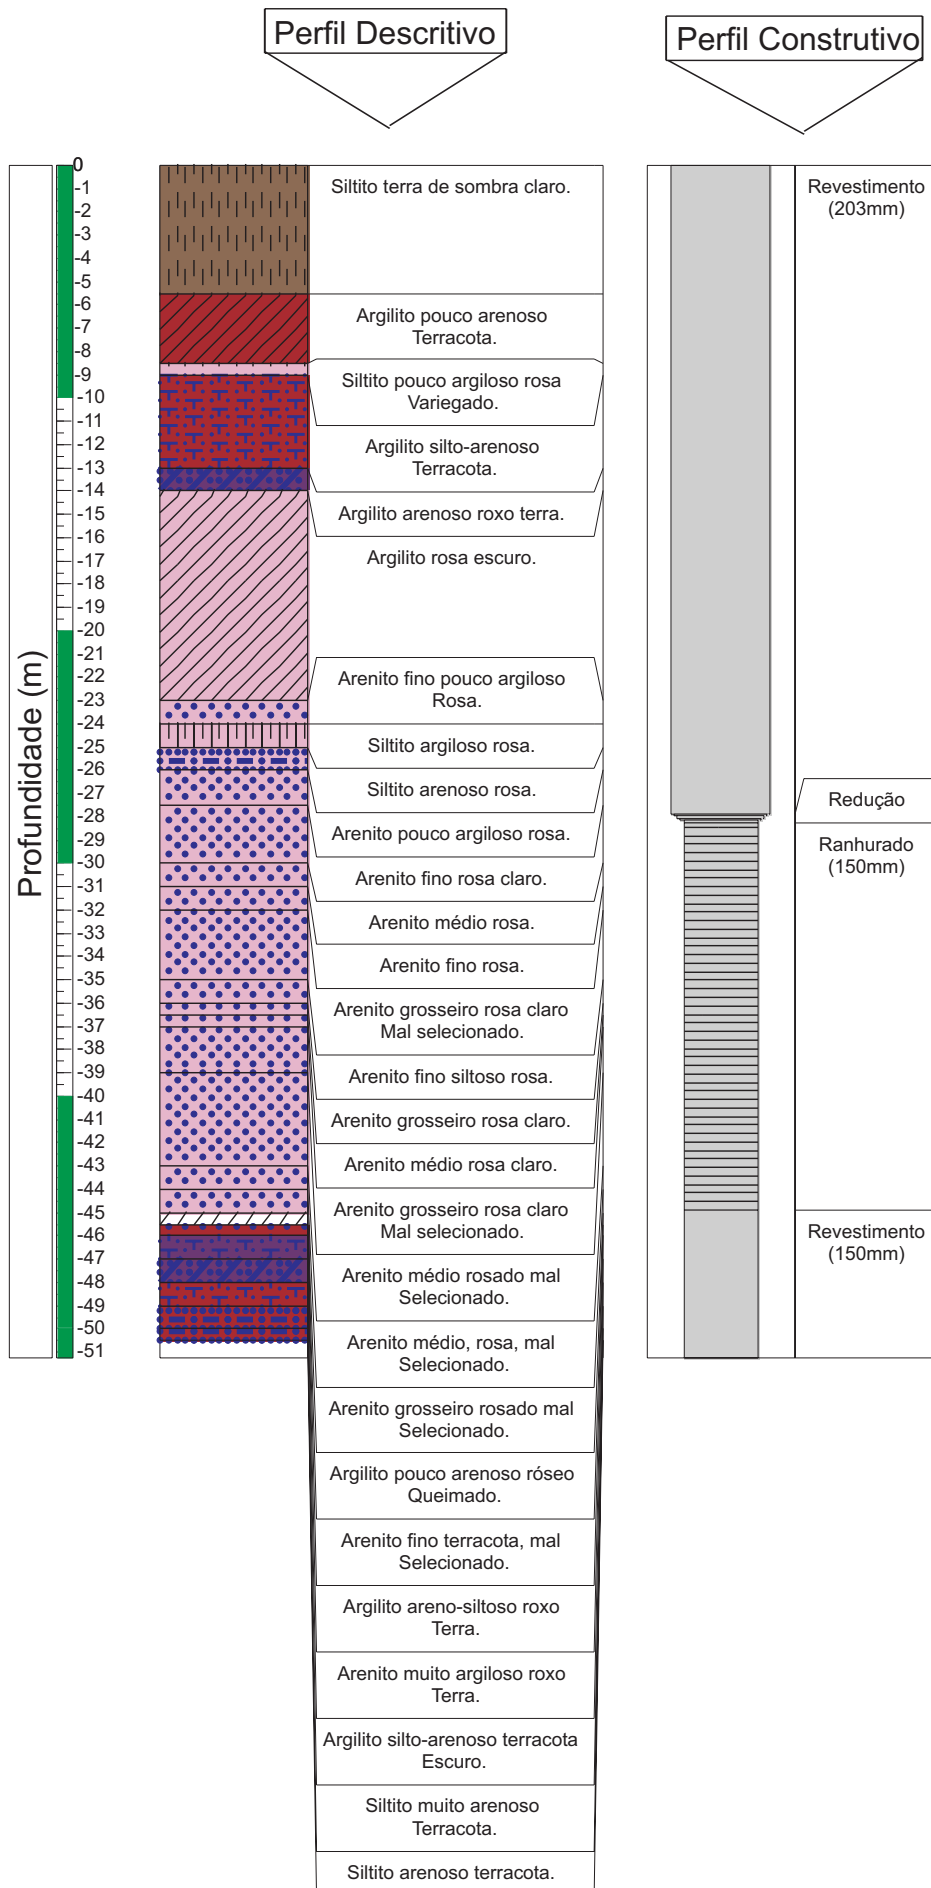 Perfil Descritivo
Perfil Construtivo
Profundidade (m)
0
-1
-2
-3
-4
-5
-6
-7
-8
-9
-10
-11
-12
-13
-14
-15
-16
-17
-18
-19
-20
-21
-22
-23
-24
-25
-26
-27
-28
-29
-30
-31
-32
-33
-34
-35
-36
-37
-38
-39
-40
-41
-42
-43
-44
-45
-46
-47
-48
-49
-50
-51
Siltito terra de sombra claro.
Argilito pouco arenoso
Terracota.
Siltito pouco argiloso rosa
Variegado.
Argilito silto-arenoso
Terracota.
Argilito arenoso roxo terra.
Argilito rosa escuro.
Arenito fino pouco argiloso
Rosa.
Siltito argiloso rosa.
Siltito arenoso rosa.
Arenito pouco argiloso rosa.
Arenito fino rosa claro.
Arenito médio rosa.
Arenito fino rosa.
Arenito grosseiro rosa claro
Mal selecionado.
Arenito fino siltoso rosa.
Arenito grosseiro rosa claro.
Arenito médio rosa claro.
Arenito grosseiro rosa claro
Mal selecionado.
Arenito médio rosado mal
Selecionado.
Arenito médio, rosa, mal
Selecionado.
Arenito grosseiro rosado mal
Selecionado.
Argilito pouco arenoso róseo
Queimado.
Arenito fino terracota, mal
Selecionado.
Argilito areno-siltoso roxo
Terra.
Arenito muito argiloso roxo
Terra.
Argilito silto-arenoso terracota
Escuro.
Siltito muito arenoso
Terracota.
Siltito arenoso terracota.
Revestimento
(203mm)
Redução
Ranhurado
(150mm)
Revestimento
(150mm)